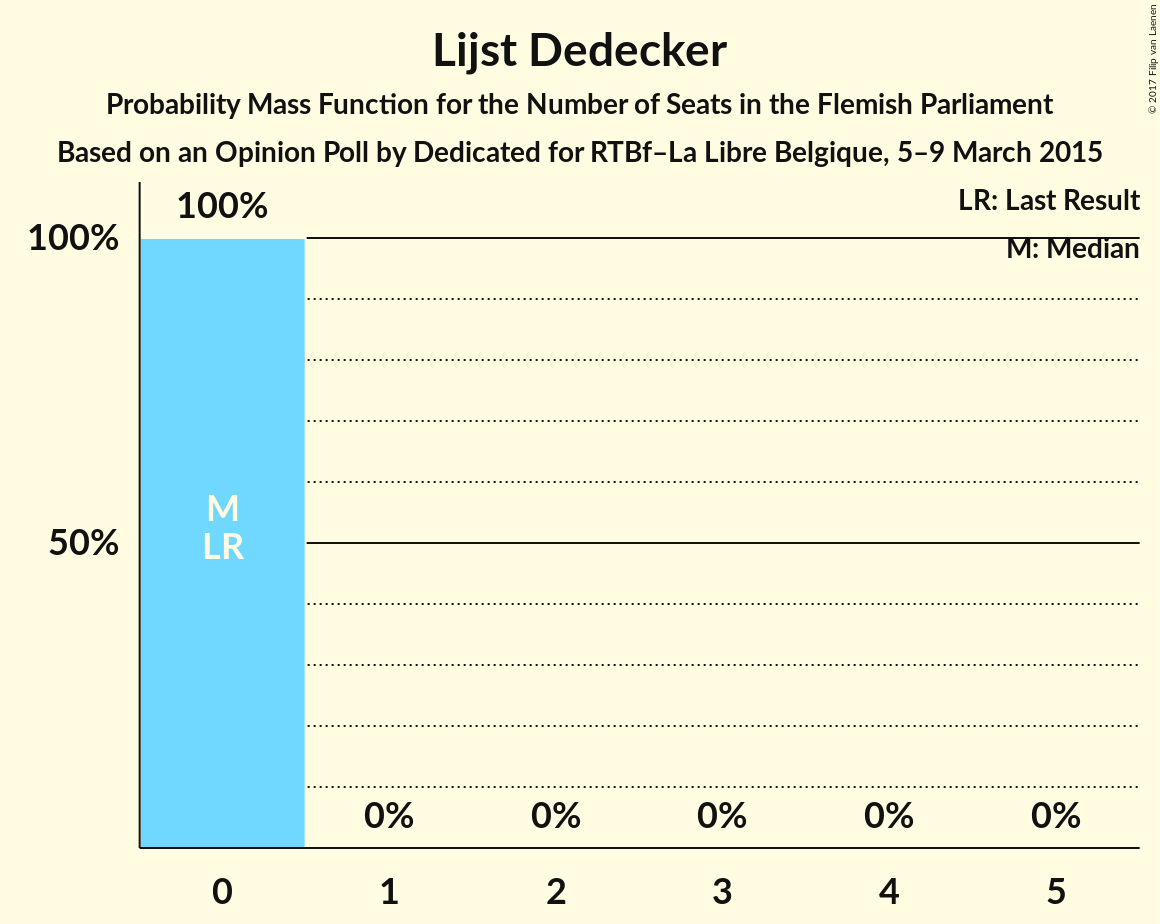 Lijst Dedecker
Probability Mass Function for the Number of Seats in the Flemish Parliament
Based on an Opinion Poll by Dedicated for RTBf–La Libre Belgique, 5–9 March 2015
© 2017 Filip van Laenen
LR: Last Result
M: Median
100%
100%
50%
M
LR
0% 0% 0% 0% 0%
0 1 2 3 4 5